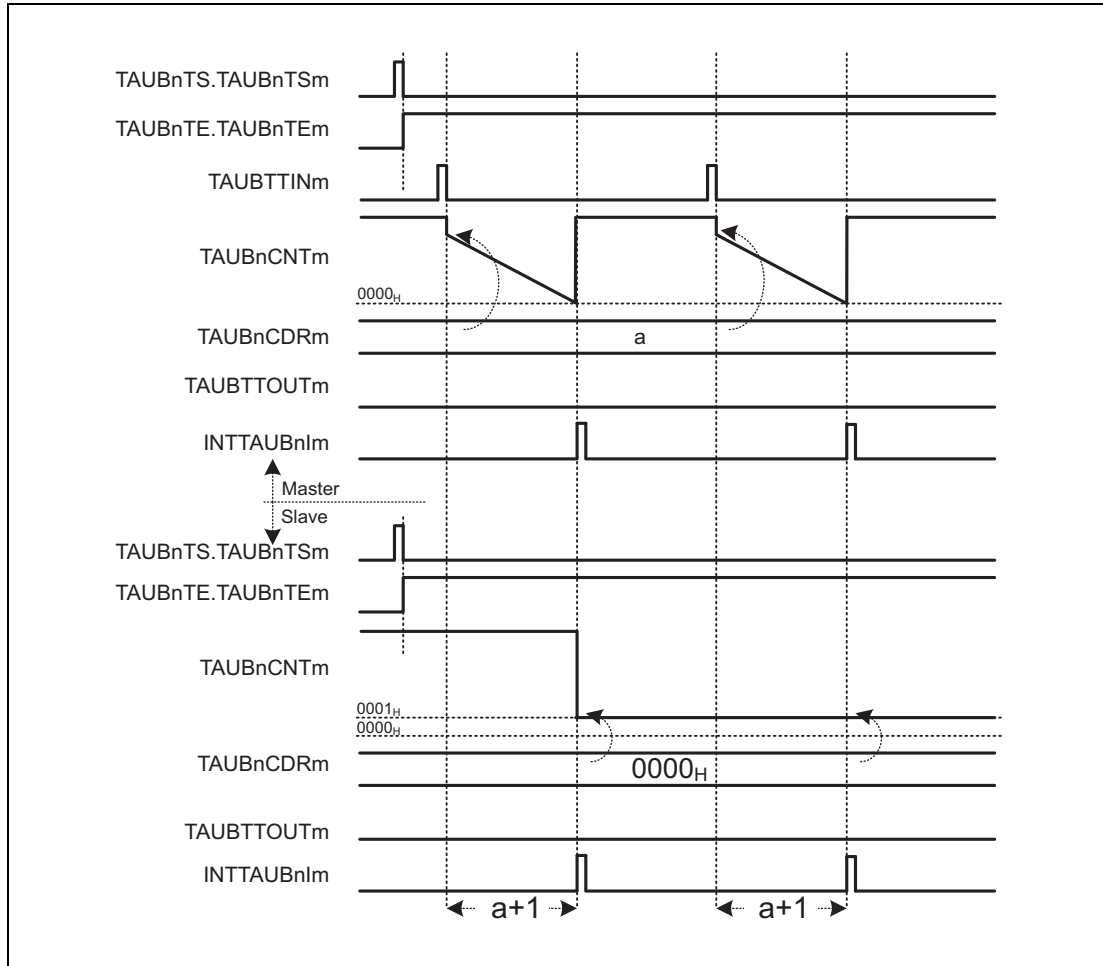 TAUBnTS.TAUBnTSm
TAUBnTE.TAUBnTEm
TAUBTTINm
TAUBnCNTm
0000H
TAUBnCDRm
a
TAUBTTOUTm
INTTAUBnIm
Master
Slave
TAUBnTS.TAUBnTSm
TAUBnTE.TAUBnTEm
TAUBnCNTm
0001H
0000H
TAUBnCDRm
0000H
TAUBTTOUTm
INTTAUBnIm
a+1
a+1